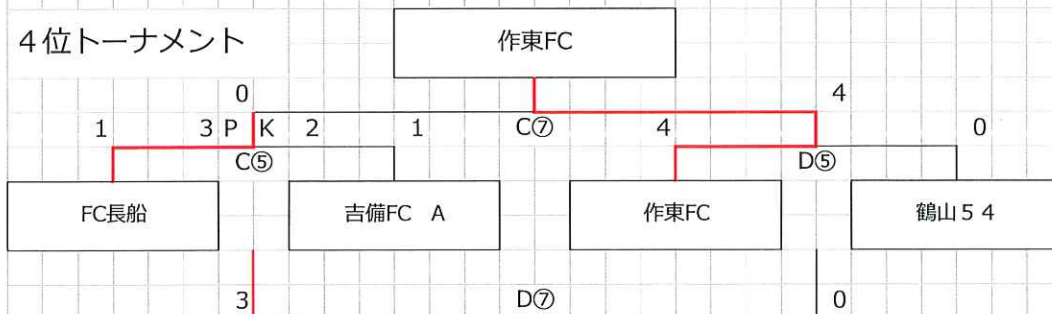 4位トーナメント
作東FC
0 4
1 3 P K 2 1 C⑦ 4 0
C⑤ D⑤
FC長船 吉備FC A 作東FC 鶴山54
3 D⑦ 0